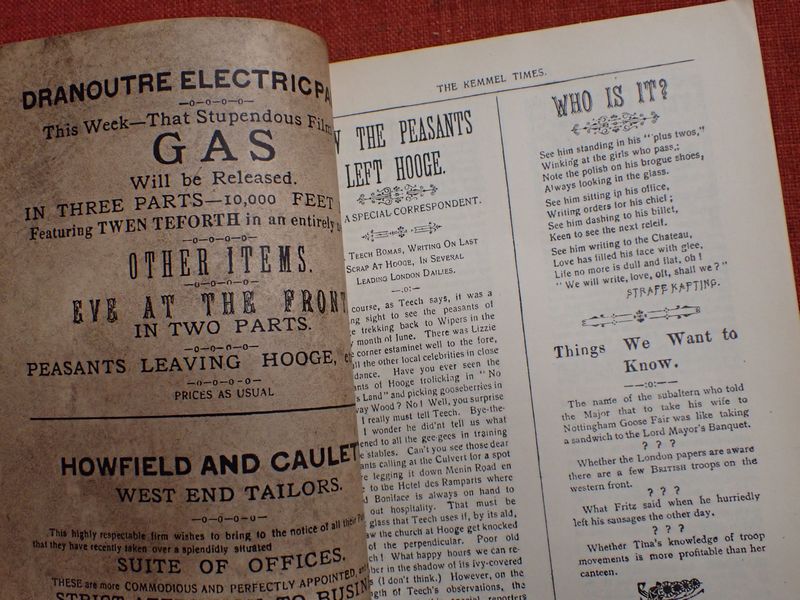 DRANOUTRE ELECTRIC
—o—o—o—o—
This Week—That Stupendous Film
GAS
Will be Released.
IN THREE PARTS—10,000 FEET
Featuring TWEN TEFORTH in an entirely
—o—o—o—o—
OTHER ITEMS.
—o—o—o—o—
EVE AT THE FRONT
IN TWO PARTS.
—o—o—o—o—
PEASANTS LEAVING HOOGE,
—o—o—o—o—
PRICES AS USUAL
HOWFIELD AND
WEST END TAILORS.
—o—o—o—o—
This highly respectable firm wishes to bring to the notice of all
that they have recently taken over a splendidly situated
SUITE OF OFFICES.
THESE are more COMMODIOUS AND PERFECTLY APPOINTED,
THE KEMMEL TIMES.
THE PEASANTS
LEFT HOOGE.
A SPECIAL CORRESPONDENT.
Teech Bomas, Writing On Last
Scrap At Hooge, In Several
Leading London Dailies.
—:o:—
course, as Teech says, it was a
sight to see the peasants of
trekking back to Wipers in the
month of June. There was Lizzie
corner estaminet well to the fore,
the other local celebrities in close
Have you ever seen the
of Hooge frolicking in "No
Land" and picking gooseberries in
Wood? No! Well, you surprise
I really must tell Teech. Bye-the-
I wonder he did'nt tell us what
to all the gee-gees in training
stables. Can't you see those dear
calling at the Culvert for a spot
legging it down Menin Road en
to the Hotel des Ramparts where
Boniface is always on hand to
out hospitality. That must be
glass that Teech uses if, by its aid,
the church at Hooge get knocked
of the perpendicular. Poor old
What happy hours we can re-
in the shadow of its ivy-covered
(I don't think.) However, on the
of Teech's observations, the
special reporters
WHO IS IT?
See him standing in his "plus twos,"
Winking at the girls who pass,:
Note the polish on his brogue shoes,
Always looking in the glass.
See him sitting in his office,
Writing orders for his chief;
See him dashing to his billet,
Keen to see the next releif.
See him writing to the Chateau,
Love has filled his face with glee,
Life no more is dull and flat, oh!
"We will write, love, oft, shall we?"
STRAFF KAPTING.
Things We Want to
Know.
—:o:—
The name of the subaltern who told
the Major that to take his wife to
Nottingham Goose Fair was like taking
a sandwich to the Lord Mayor's Banquet.
? ? ?
Whether the London papers are aware
there are a few BRITISH troops on the
western front.
? ? ?
What Fritz said when he hurriedly
left his sausages the other day.
? ? ?
Whether Tina's knowledge of troop
movements is more profitable than her
canteen.